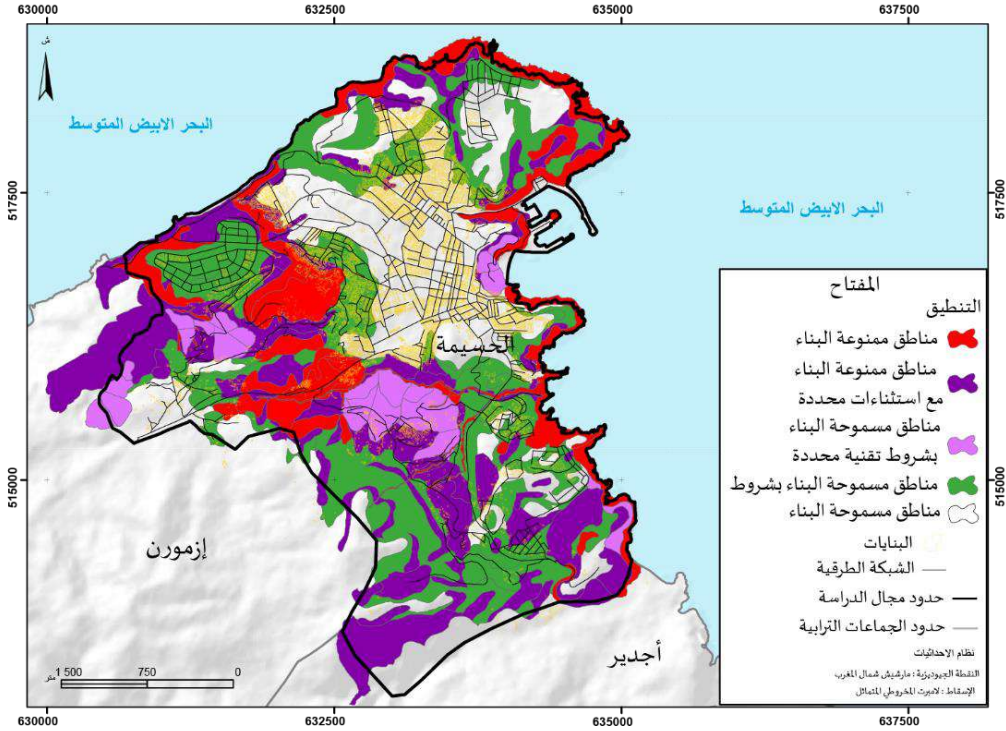 630000 632500 635000 637500
ش
البحر الابيض المتوسط
517500 517500
البحر الابيض المتوسط
المفتاح
التنطيق
مناطق ممنوعة البناء
مناطق ممنوعة البناء
مع استثناءات محددة
مناطق مسموحة البناء
بشروط تقنية محددة
مناطق مسموحة البناء بشروط
مناطق مسموحة البناء
البنايات
الشبكة الطرقية
حدود مجال الدراسة
حدود الجماعات الترابية
نظام الاحداثيات
النقطة الجيوديزية : مارشيش شمال المغرب
الإسقاط : لامبرت المخروطي المتماثل
الحسيمة
515000 515000
إزمورن
أجدير
متر 1 500 750 0
630000 632500 635000 637500